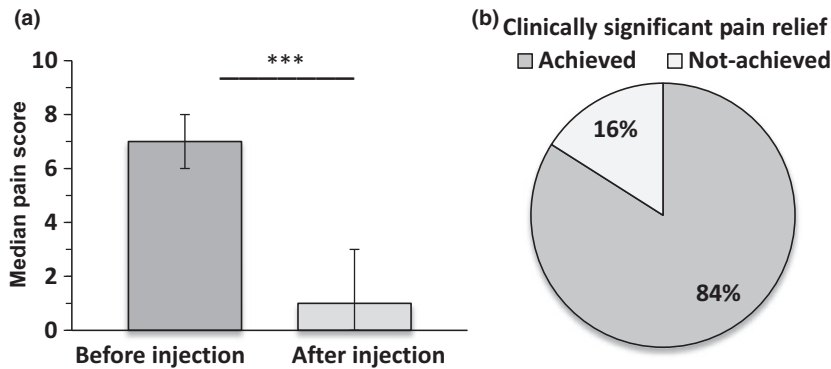 (a)
***
10
8
6
4
2
0
Median pain score
Before injection After injection
(b) Clinically significant pain relief
Achieved Not-achieved
16%
84%